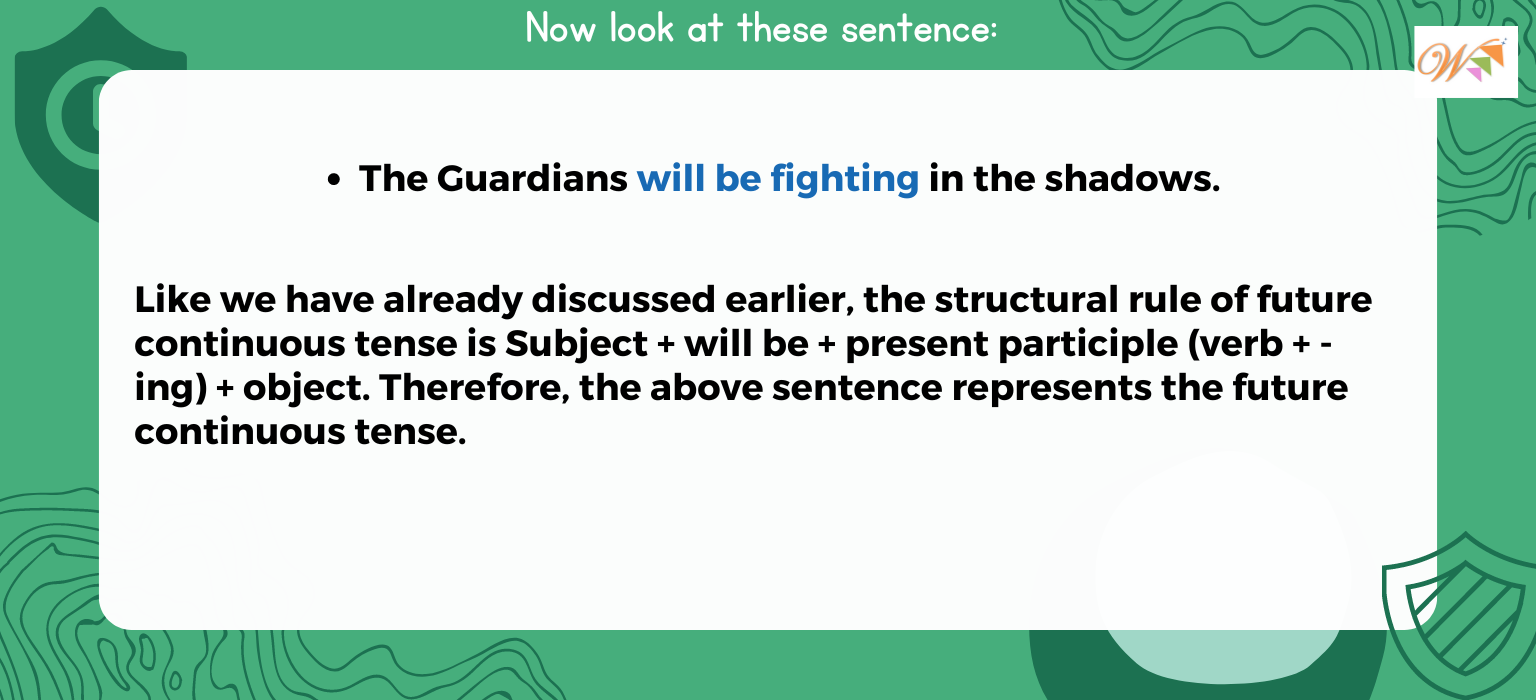 Now look at these sentence:
W
• The Guardians will be fighting in the shadows.
Like we have already discussed earlier, the structural rule of future
continuous tense is Subject + will be + present participle (verb + -
ing) + object. Therefore, the above sentence represents the future
continuous tense.